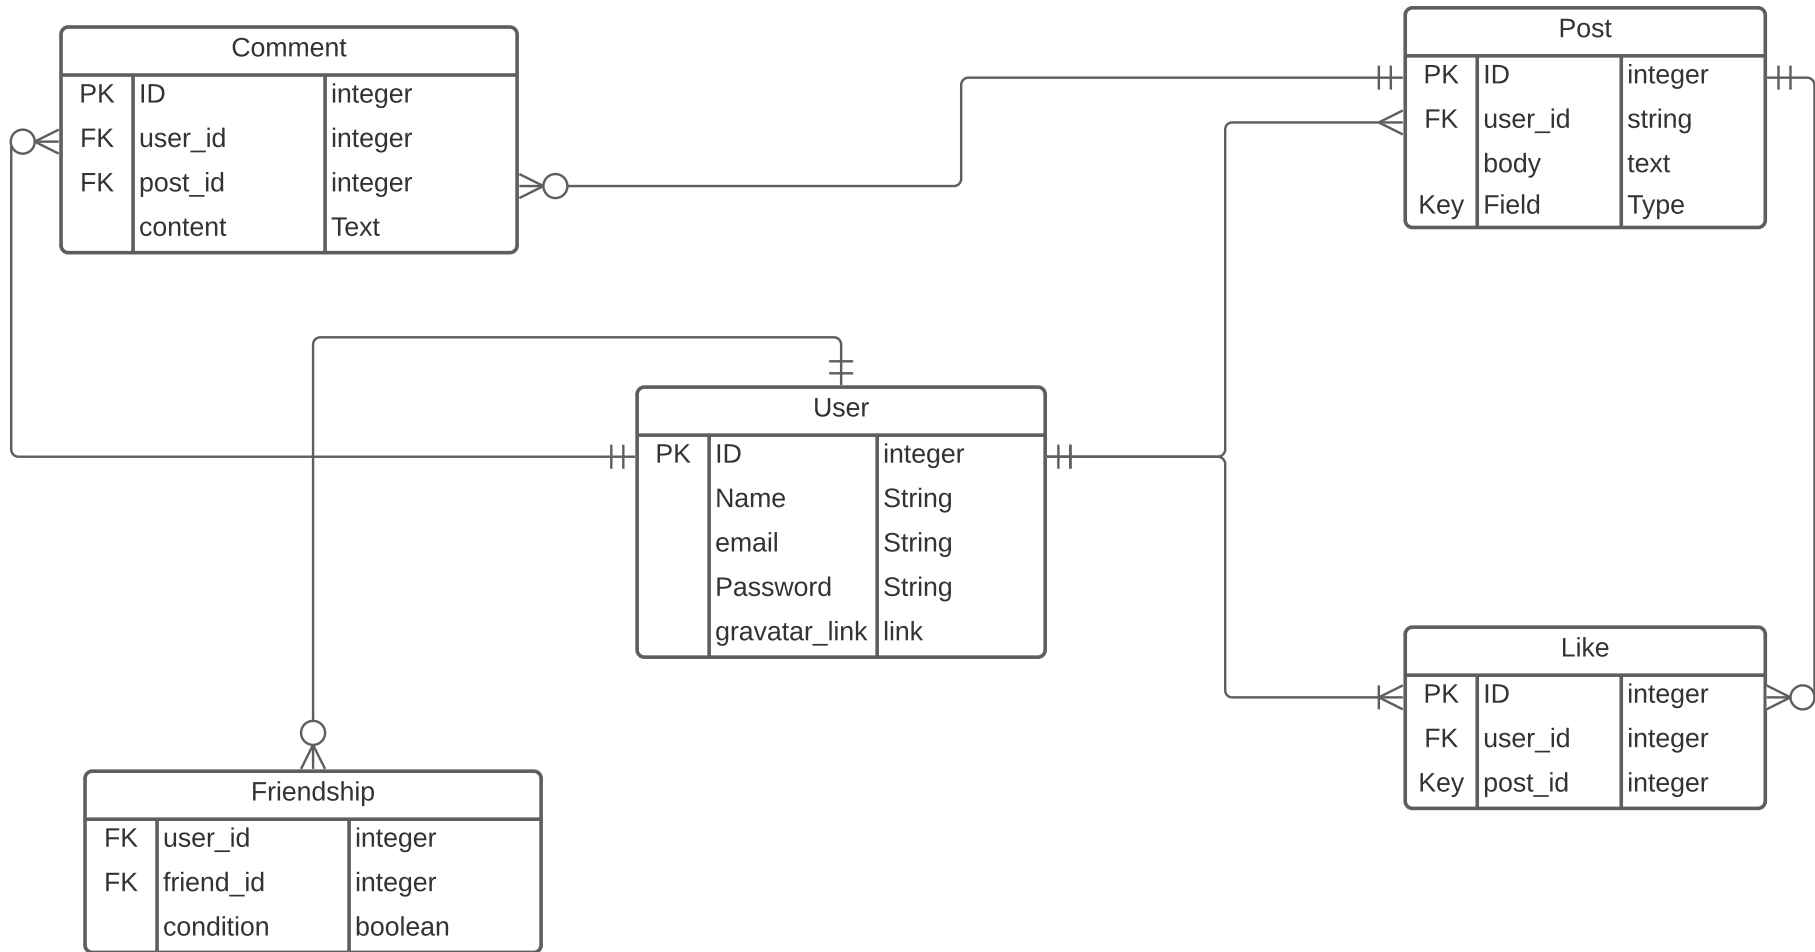 Comment
PK ID integer
FK user_id integer
FK post_id integer
content Text
Post
PK ID integer
FK user_id string
body text
Key Field Type
User
PK ID integer
Name String
email String
Password String
gravatar_link link
Like
PK ID integer
FK user_id integer
Key post_id integer
Friendship
FK user_id integer
FK friend_id integer
condition boolean